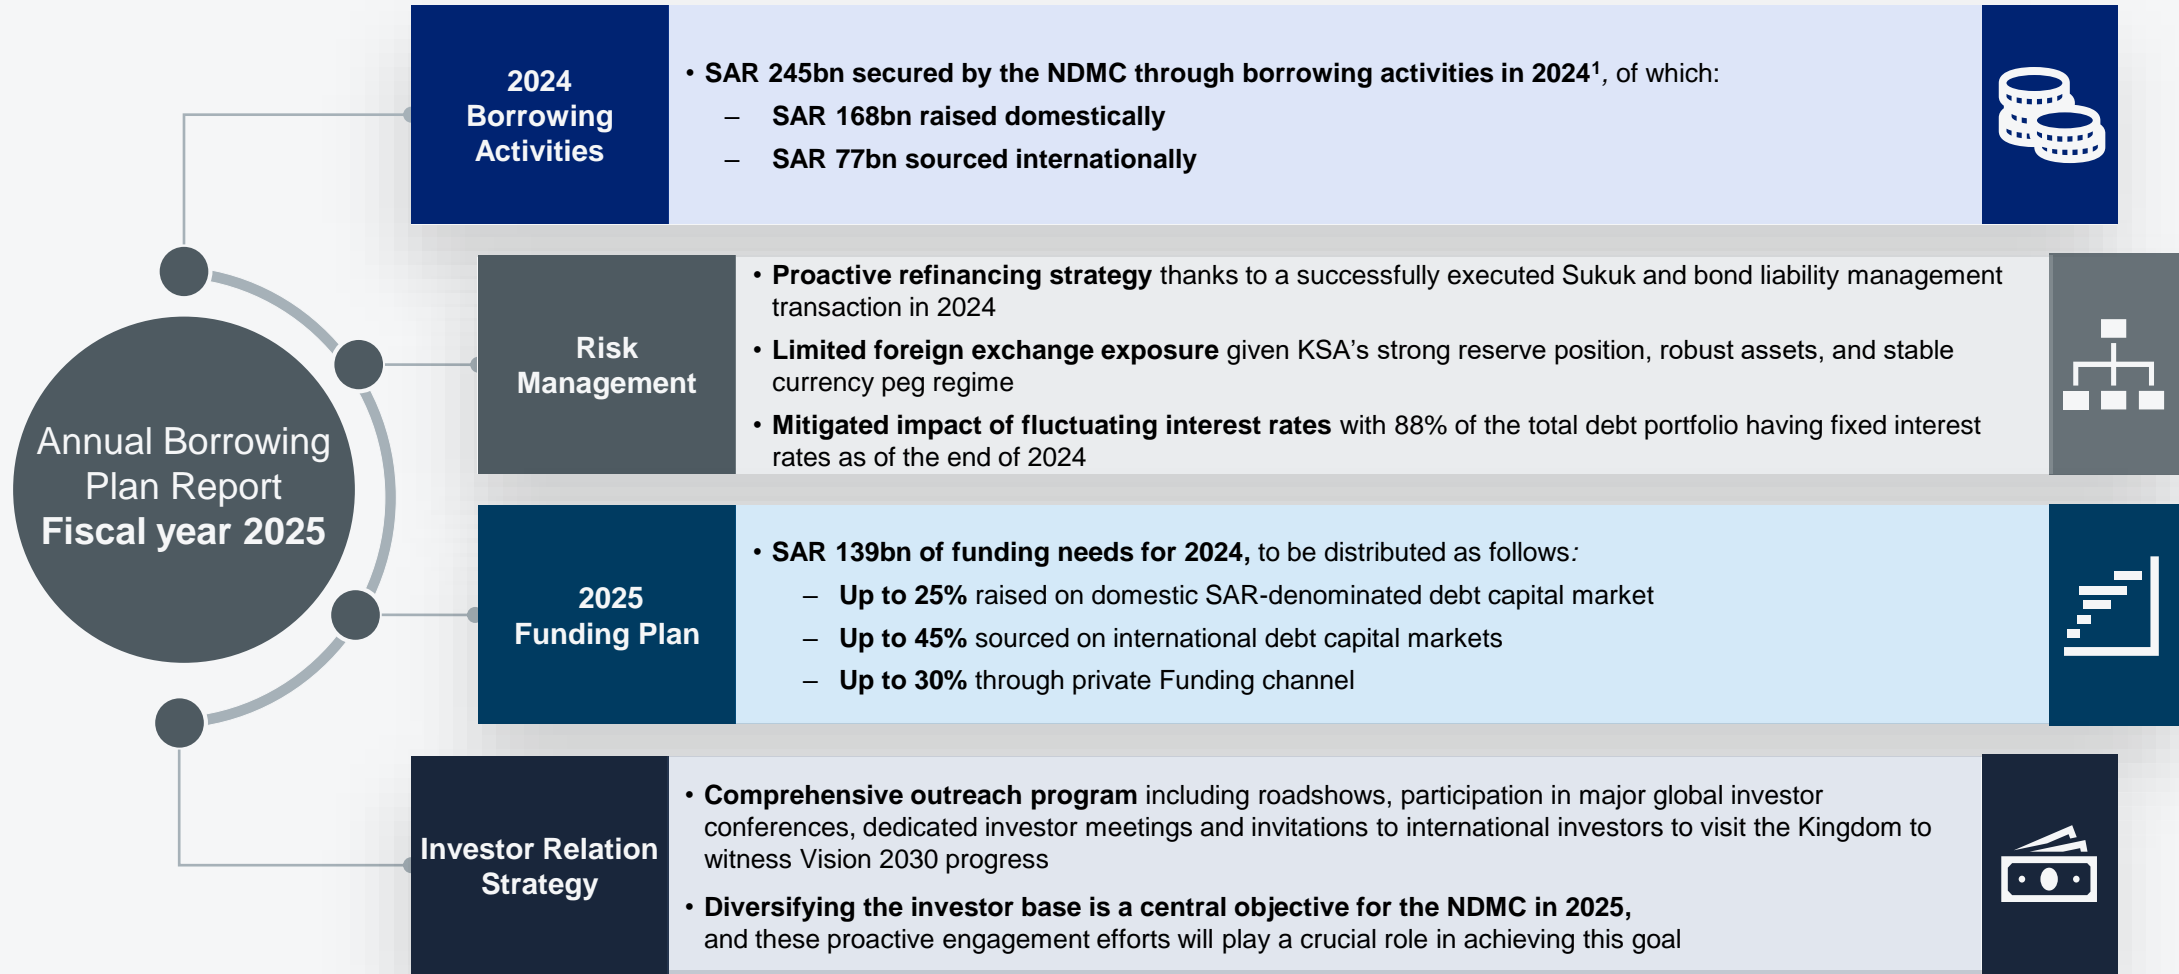 Annual Borrowing
Plan Report
Fiscal year 2025
2024
Borrowing
Activities
• SAR 245bn secured by the NDMC through borrowing activities in 2024¹, of which:
– SAR 168bn raised domestically
– SAR 77bn sourced internationally
Risk
Management
• Proactive refinancing strategy thanks to a successfully executed Sukuk and bond liability management
transaction in 2024
• Limited foreign exchange exposure given KSA’s strong reserve position, robust assets, and stable
currency peg regime
• Mitigated impact of fluctuating interest rates with 88% of the total debt portfolio having fixed interest
rates as of the end of 2024
2025
Funding Plan
• SAR 139bn of funding needs for 2024, to be distributed as follows:
– Up to 25% raised on domestic SAR-denominated debt capital market
– Up to 45% sourced on international debt capital markets
– Up to 30% through private Funding channel
Investor Relation
Strategy
• Comprehensive outreach program including roadshows, participation in major global investor
conferences, dedicated investor meetings and invitations to international investors to visit the Kingdom to
witness Vision 2030 progress
• Diversifying the investor base is a central objective for the NDMC in 2025,
and these proactive engagement efforts will play a crucial role in achieving this goal